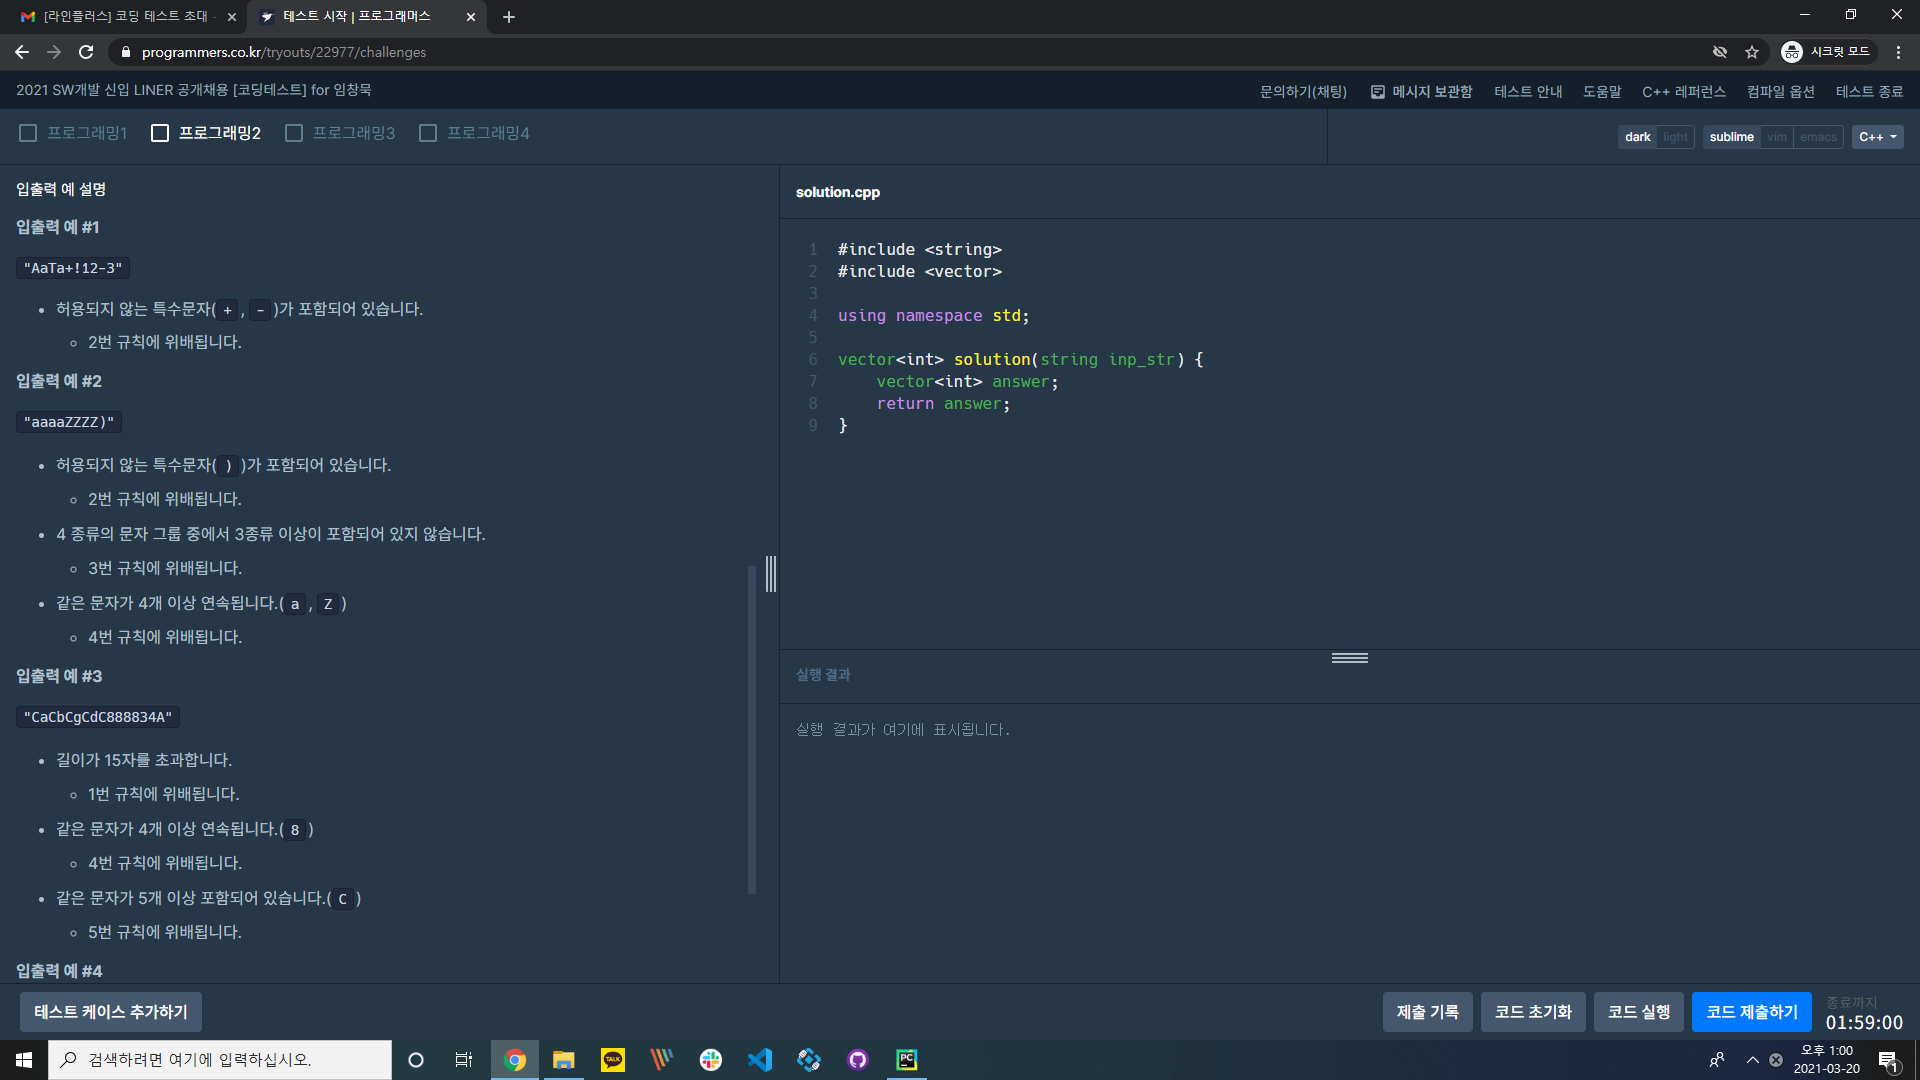 [라인플러스] 코딩 테스트 초대 -
테스트 시작 | 프로그래머스
programmers.co.kr/tryouts/22977/challenges
시크릿 모드
2021 SW개발 신입 LINER 공개채용 [코딩테스트] for 임창묵
문의하기(채팅)
메시지 보관함
테스트 안내
도움말
C++ 레퍼런스
컴파일 옵션
테스트 종료
프로그래밍1
프로그래밍2
프로그래밍3
프로그래밍4
dark light
sublime vim emacs
C++
입출력 예 설명
입출력 예 #1
"AaTa+!12-3"
허용되지 않는 특수문자( + , - )가 포함되어 있습니다.
2번 규칙에 위배됩니다.
입출력 예 #2
"aaaaZZZZ)"
허용되지 않는 특수문자( ) )가 포함되어 있습니다.
2번 규칙에 위배됩니다.
4 종류의 문자 그룹 중에서 3종류 이상이 포함되어 있지 않습니다.
3번 규칙에 위배됩니다.
같은 문자가 4개 이상 연속됩니다.( a , Z )
4번 규칙에 위배됩니다.
입출력 예 #3
"CaCbCgCdC888834A"
길이가 15자를 초과합니다.
1번 규칙에 위배됩니다.
같은 문자가 4개 이상 연속됩니다.( 8 )
4번 규칙에 위배됩니다.
같은 문자가 5개 이상 포함되어 있습니다.( C )
5번 규칙에 위배됩니다.
입출력 예 #4
solution.cpp
1 #include <string>
2 #include <vector>
3
4 using namespace std;
5
6 vector<int> solution(string inp_str) {
7 vector<int> answer;
8 return answer;
9 }
실행 결과
실행 결과가 여기에 표시됩니다.
테스트 케이스 추가하기
제출 기록
코드 초기화
코드 실행
코드 제출하기
종료까지
01:59:00
검색하려면 여기에 입력하십시오.
TALK
PC
오후 1:00
2021-03-20
1